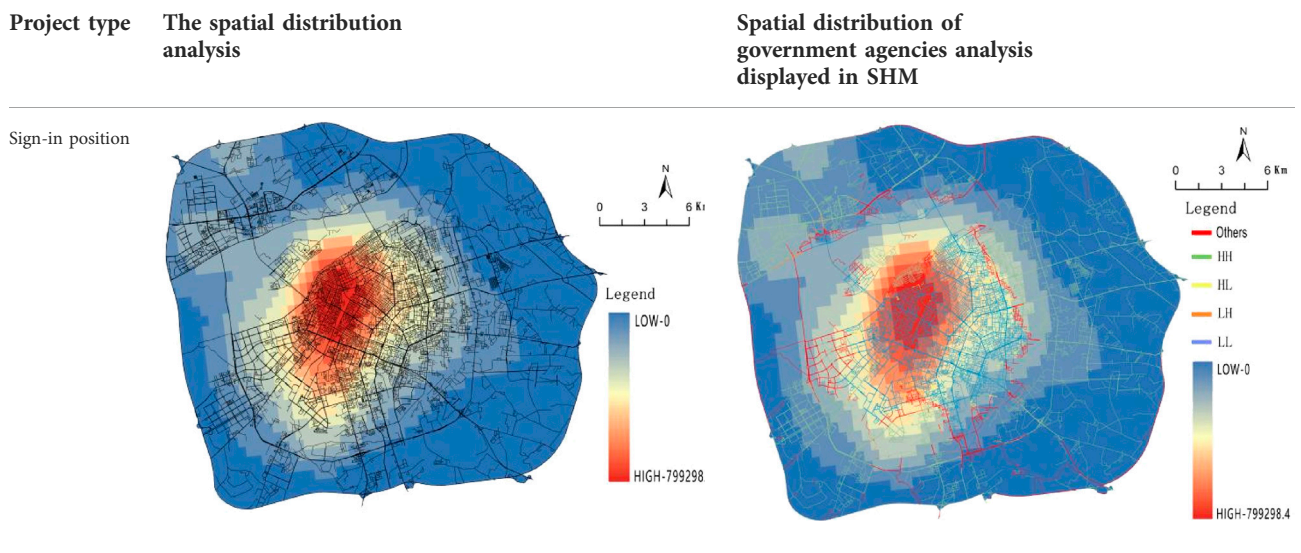 Project type
The spatial distribution
analysis
Spatial distribution of
government agencies analysis
displayed in SHM
Sign-in position
N
0 3 6 Ki
Legend
LOW-0
HIGH-799298.
N
0 3 6 Km
Legend
Others
HH
HL
LH
LL
LOW-0
HIGH-799298.4